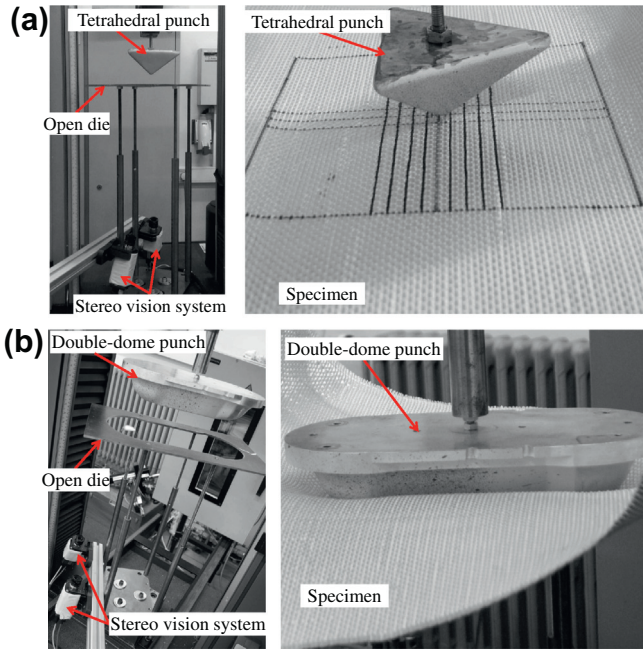 (a)
Tetrahedral punch
Open die
Stereo vision system
Tetrahedral punch
Specimen
(b)
Double-dome punch
Open die
Stereo vision system
Double-dome punch
Specimen